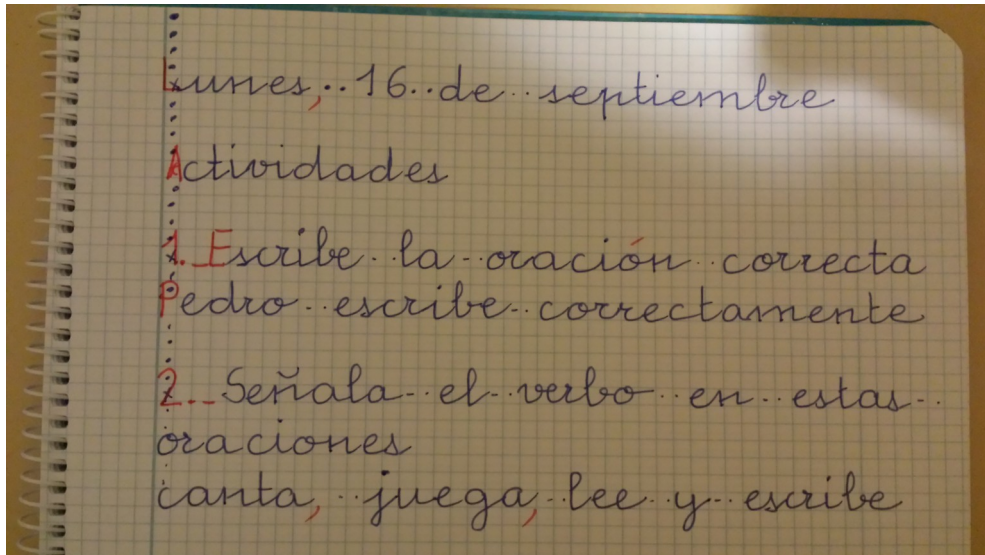 Lunes, 16 de septiembre
Actividades
1. Escribe la oración correcta
Pedro escribe correctamente
2. Señala el verbo en estas
oraciones
canta, juega, lee y escribe